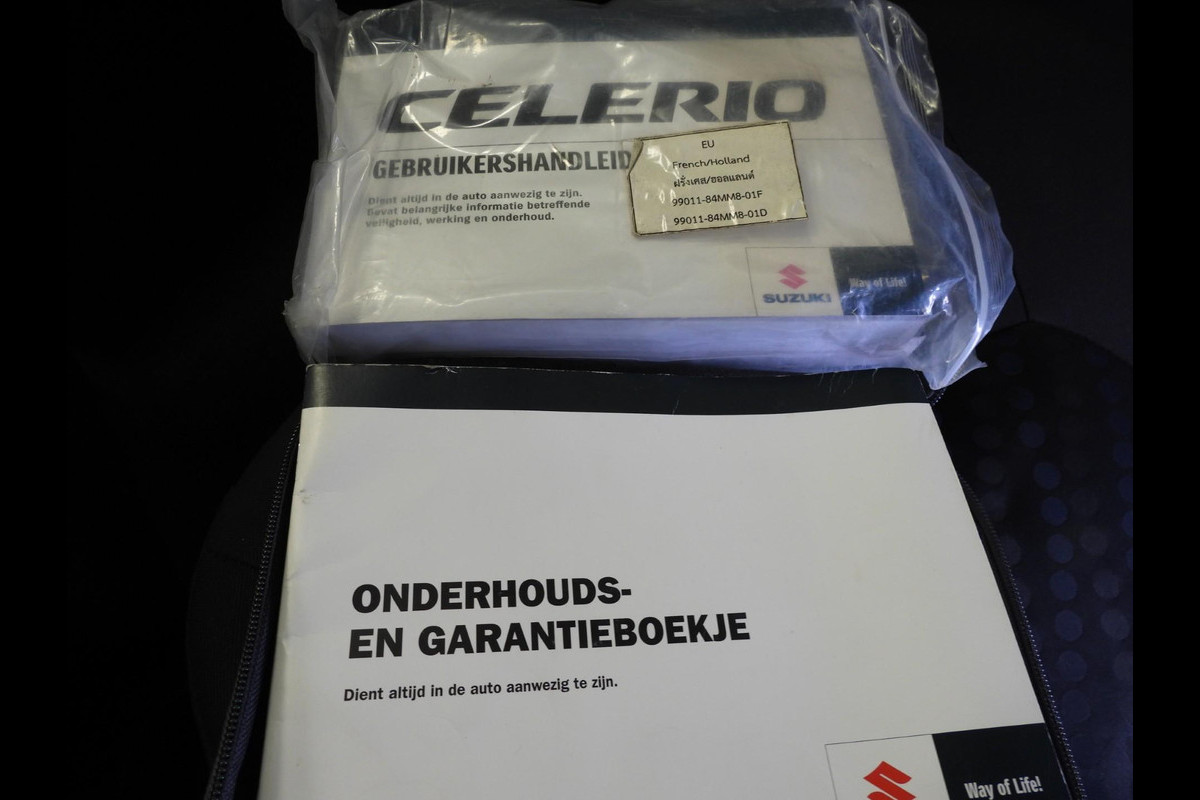 CELERIO
GEBRUIKERSHANDLEID
Dient altijd in de auto aanwezig te zijn.
Bevat belangrijke informatie betreffende
veiligheid, werking en onderhoud.
EU
French/Holland
ฝรั่งเศส/ฮอลแลนด์
99011-84MM8-01F
99011-84MM8-01D
SUZUKI
Way of Life!
ONDERHOUDS-
EN GARANTIEBOEKJE
Dient altijd in de auto aanwezig te zijn.
Way of Life!